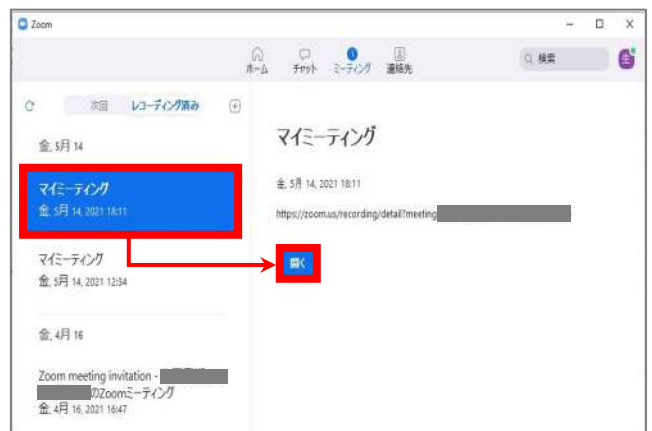 Zoom
ホーム
チャット
ミーティング
連絡先
検索
生
次回
レコーディング済み
金, 5月 14
マイミーティング
金, 5月 14, 2021 18:11
マイミーティング
金, 5月 14, 2021 12:34
金, 4月 16
Zoom meeting invitation -
のZoomミーティング
金, 4月 16, 2021 16:47
マイミーティング
金, 5月 14, 2021 18:11
https://zoom.us/recording/detail?meeting
開く